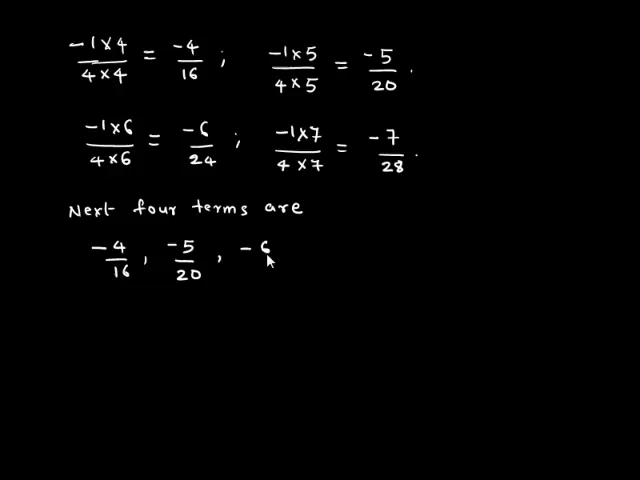 -1×4/4×4 = -4/16 ; -1×5/4×5 = -5/20 .
-1×6/4×6 = -6/24 ; -1×7/4×7 = -7/28 .
Next four terms are
-4/16 , -5/20 , -6